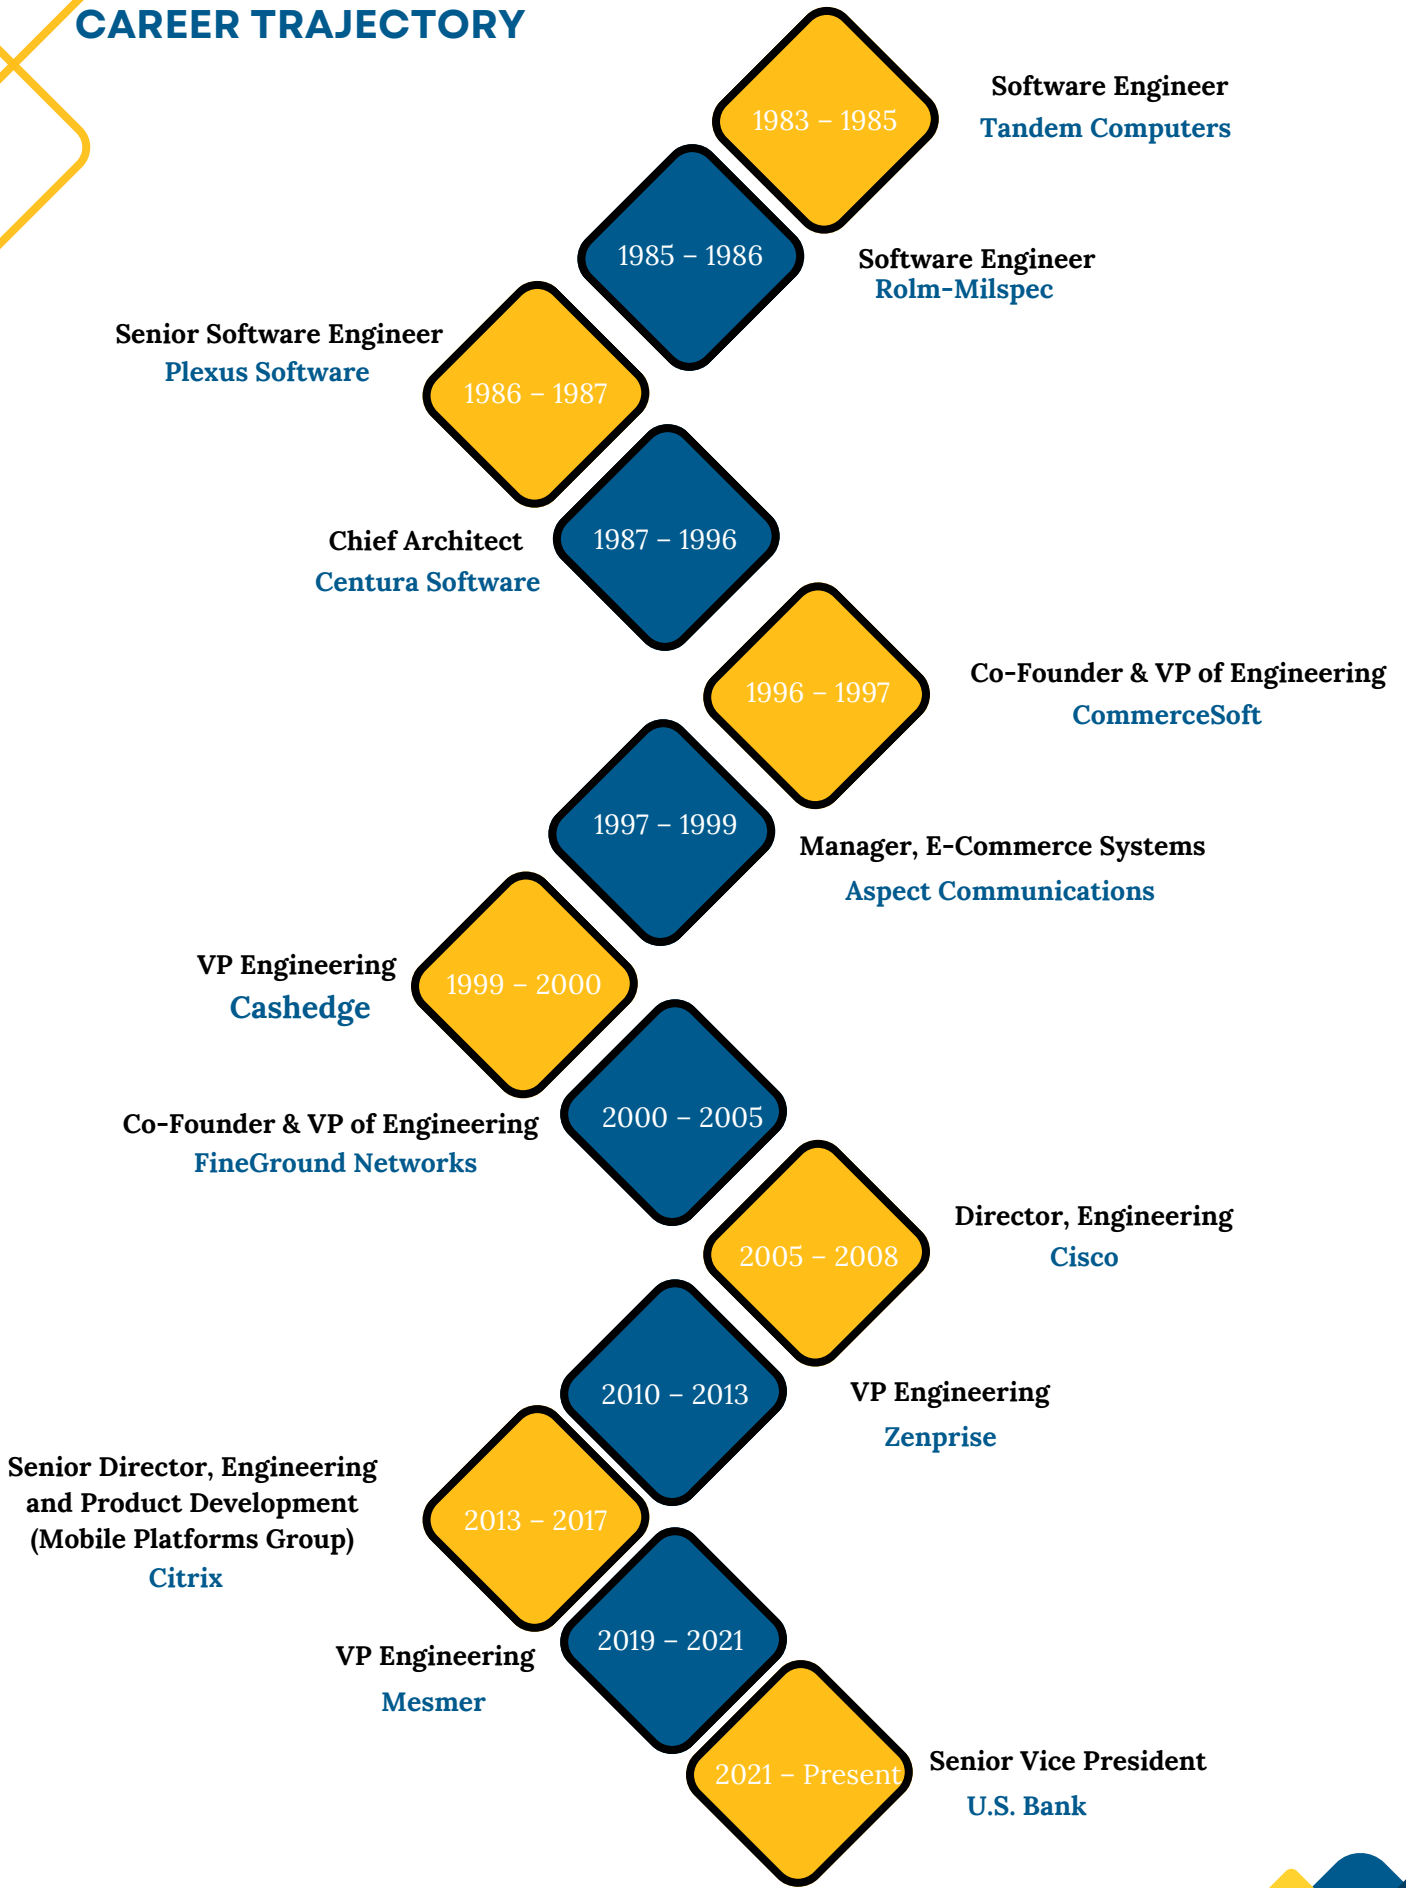 CAREER TRAJECTORY
1983 – 1985
Software Engineer
Tandem Computers
1985 – 1986
Software Engineer
Rolm-Milspec
Senior Software Engineer
Plexus Software
1986 – 1987
Chief Architect
Centura Software
1987 – 1996
1996 – 1997
Co-Founder & VP of Engineering
CommerceSoft
1997 – 1999
Manager, E-Commerce Systems
Aspect Communications
VP Engineering
Cashedge
1999 – 2000
Co-Founder & VP of Engineering
FineGround Networks
2000 – 2005
2005 – 2008
Director, Engineering
Cisco
2010 – 2013
VP Engineering
Zenprise
Senior Director, Engineering
and Product Development
(Mobile Platforms Group)
Citrix
2013 – 2017
VP Engineering
Mesmer
2019 – 2021
2021 – Present
Senior Vice President
U.S. Bank